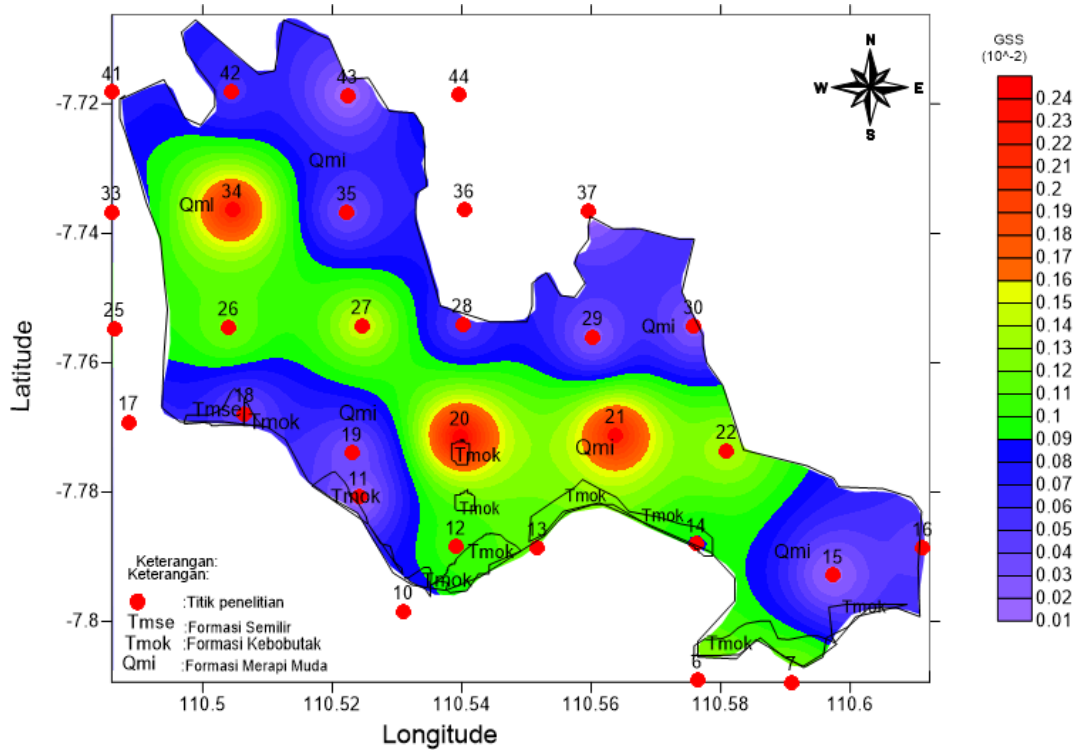 GSS
(10^-2)
N
W E
S
41 42 43 44
-7.72
Qmi
33 34 35 36 37
Qml
-7.74
25 26 27 28 29 30
Qmi
-7.76
17 18 19 20 21 22
Tmse
Tmok
Qmi
Tmok
Qmi
11
Tmok
-7.78
Tmok
Tmok
Tmok
12 13 14
Tmok
Qmi
15 16
Tmok
10
Tmok
-7.8
Tmok
6 7
Latitude
Keterangan:
Keterangan:
:Titik penelitian
Tmse :Formasi Semilir
Tmok :Formasi Kebobutak
Qmi :Formasi Merapi Muda
110.5 110.52 110.54 110.56 110.58 110.6
Longitude
0.24
0.23
0.22
0.21
0.2
0.19
0.18
0.17
0.16
0.15
0.14
0.13
0.12
0.11
0.1
0.09
0.08
0.07
0.06
0.05
0.04
0.03
0.02
0.01